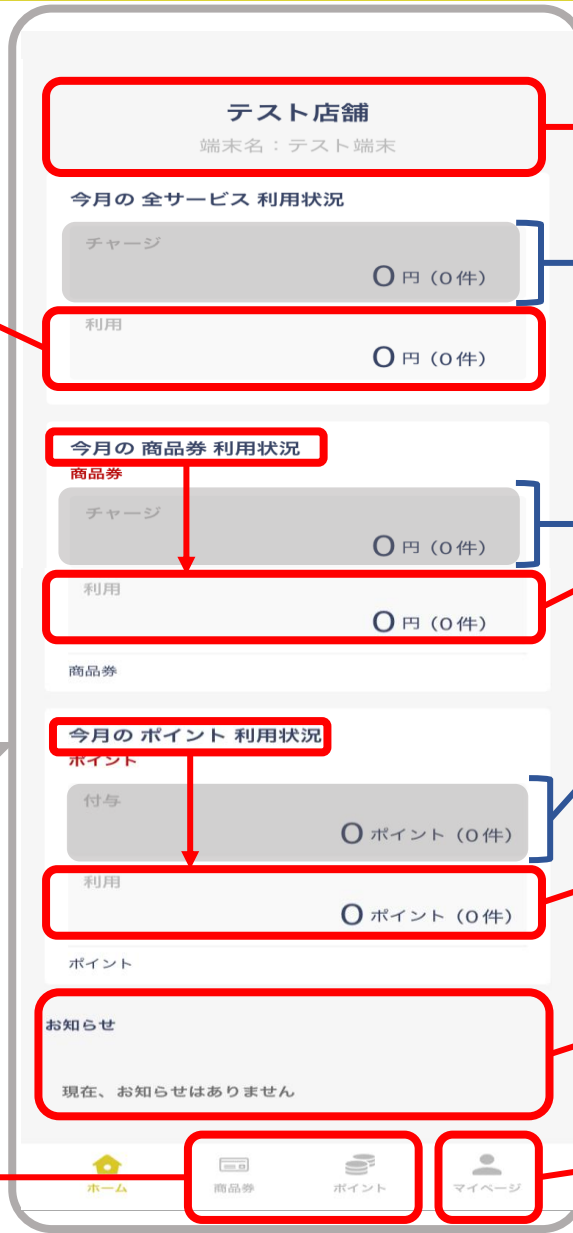 テスト店舗
端末名：テスト端末
今月の 全サービス 利用状況
チャージ
0 円（0 件）
利用
0 円（0 件）
今月の 商品券 利用状況
商品券
チャージ
0 円（0 件）
利用
0 円（0 件）
商品券
今月の ポイント 利用状況
ポイント
付与
0 ポイント（0 件）
利用
0 ポイント（0 件）
ポイント
お知らせ
現在、お知らせはありません
ホーム 商品券 ポイント マイページ